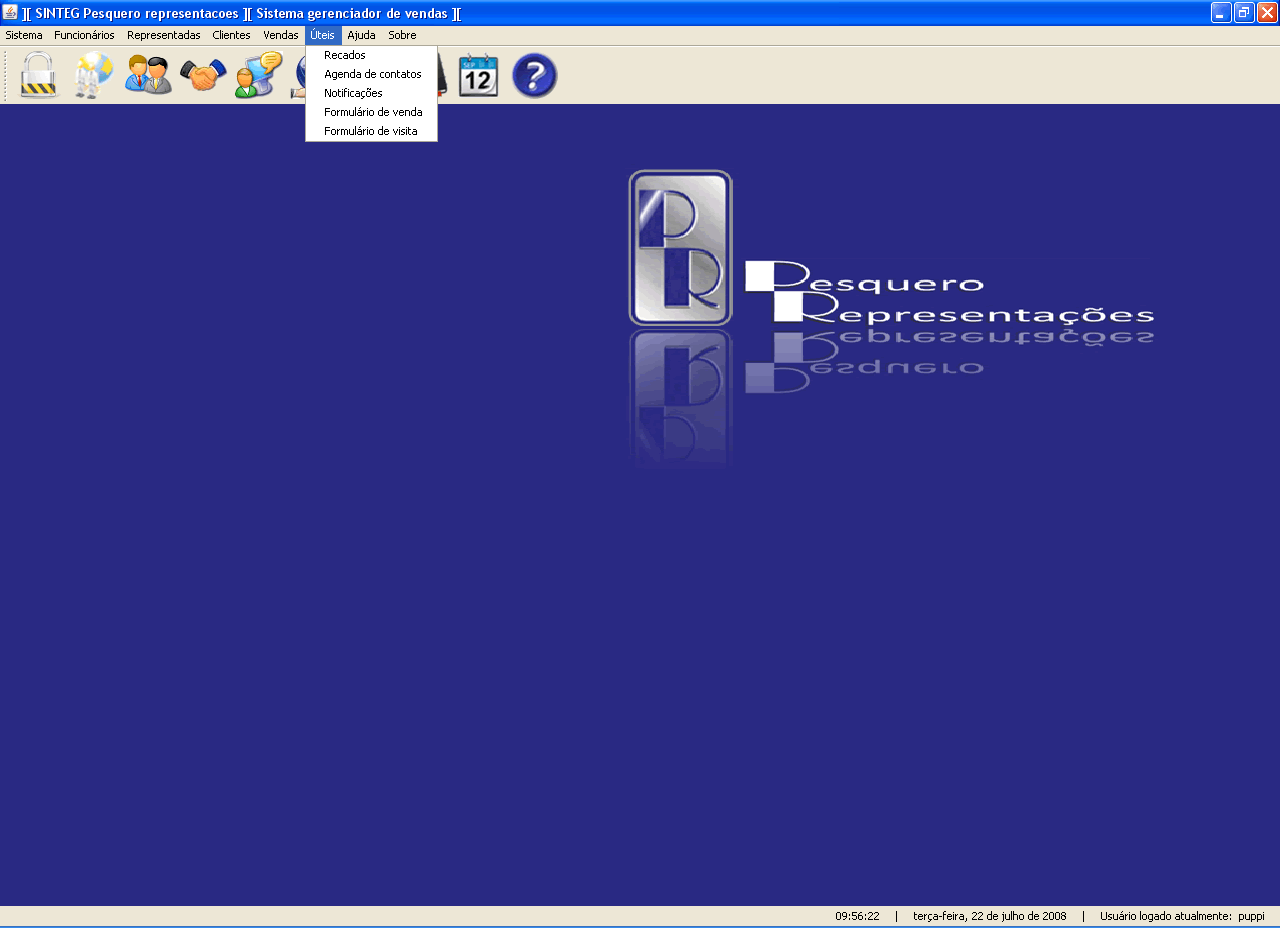 ][ SINTEG Pesquero representacoes ][ Sistema gerenciador de vendas ][
Sistema Funcionários Representadas Clientes Vendas Úteis Ajuda Sobre
Recados
Agenda de contatos
Notificações
Formulário de venda
Formulário de visita
SEP
12
?
PR
Pesquero
Representações
09:56:22 | terça-feira, 22 de julho de 2008 | Usuário logado atualmente: puppi